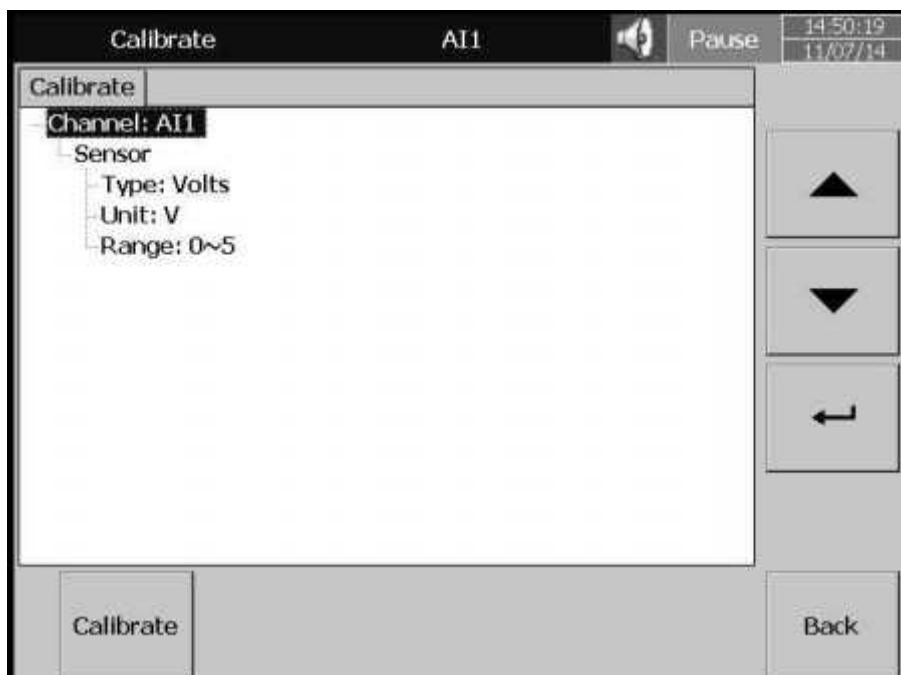 Calibrate AI1 Pause 14:50:19
11/07/14
Calibrate
Channel: AI1
Sensor
Type: Volts
Unit: V
Range: 0~5
Calibrate Back